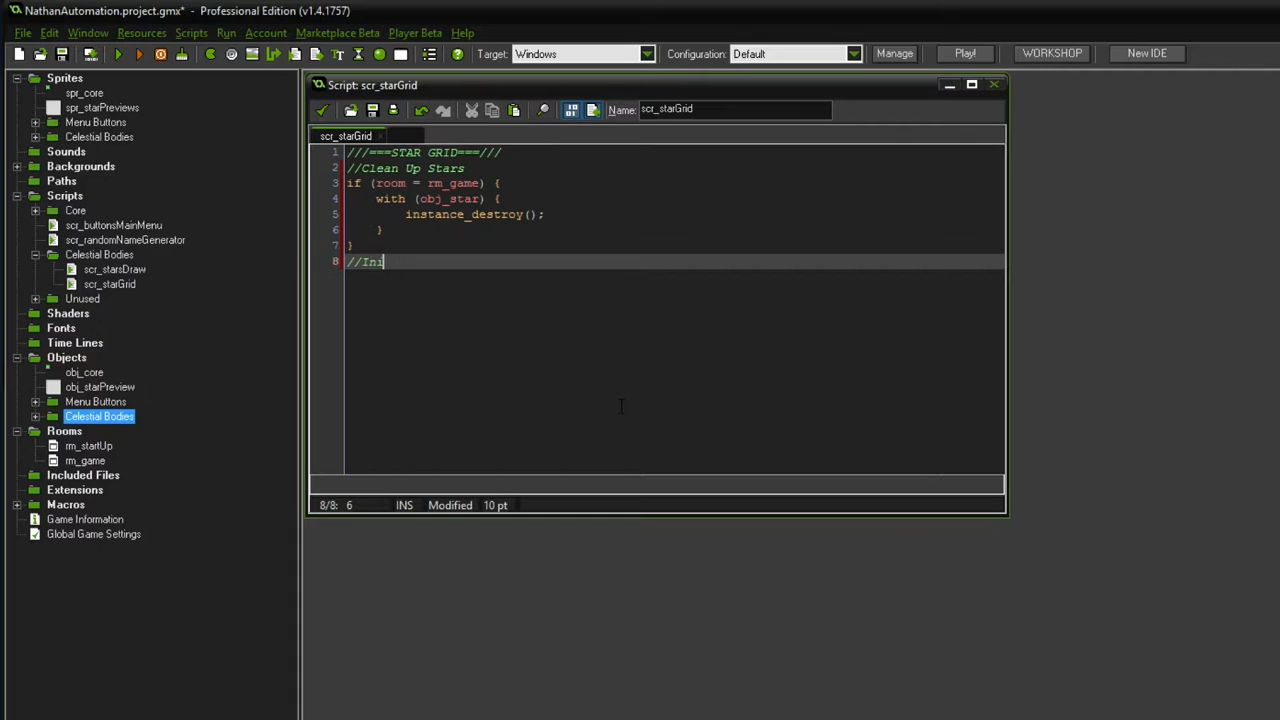 NathanAutomation.project.gmx* - Professional Edition (v1.4.1757)
File Edit Window Resources Scripts Run Account Marketplace Beta Player Beta Help
Target: Windows Configuration: Default Manage Play! WORKSHOP New IDE
Sprites
spr_core
spr_starPreviews
Menu Buttons
Celestial Bodies
Sounds
Backgrounds
Paths
Scripts
Core
scr_buttonsMainMenu
scr_randomNameGenerator
Celestial Bodies
scr_starsDraw
scr_starGrid
Unused
Shaders
Fonts
Time Lines
Objects
obj_core
obj_starPreview
Menu Buttons
Celestial Bodies
Rooms
rm_startUp
rm_game
Included Files
Extensions
Macros
Game Information
Global Game Settings
Script: scr_starGrid
Name: scr_starGrid
scr_starGrid
1 ///===STAR GRID===///
2 //Clean Up Stars
3 if (room = rm_game) {
4 with (obj_star) {
5 instance_destroy();
6 }
7 }
8 //Ini
8/8: 6 INS Modified 10 pt